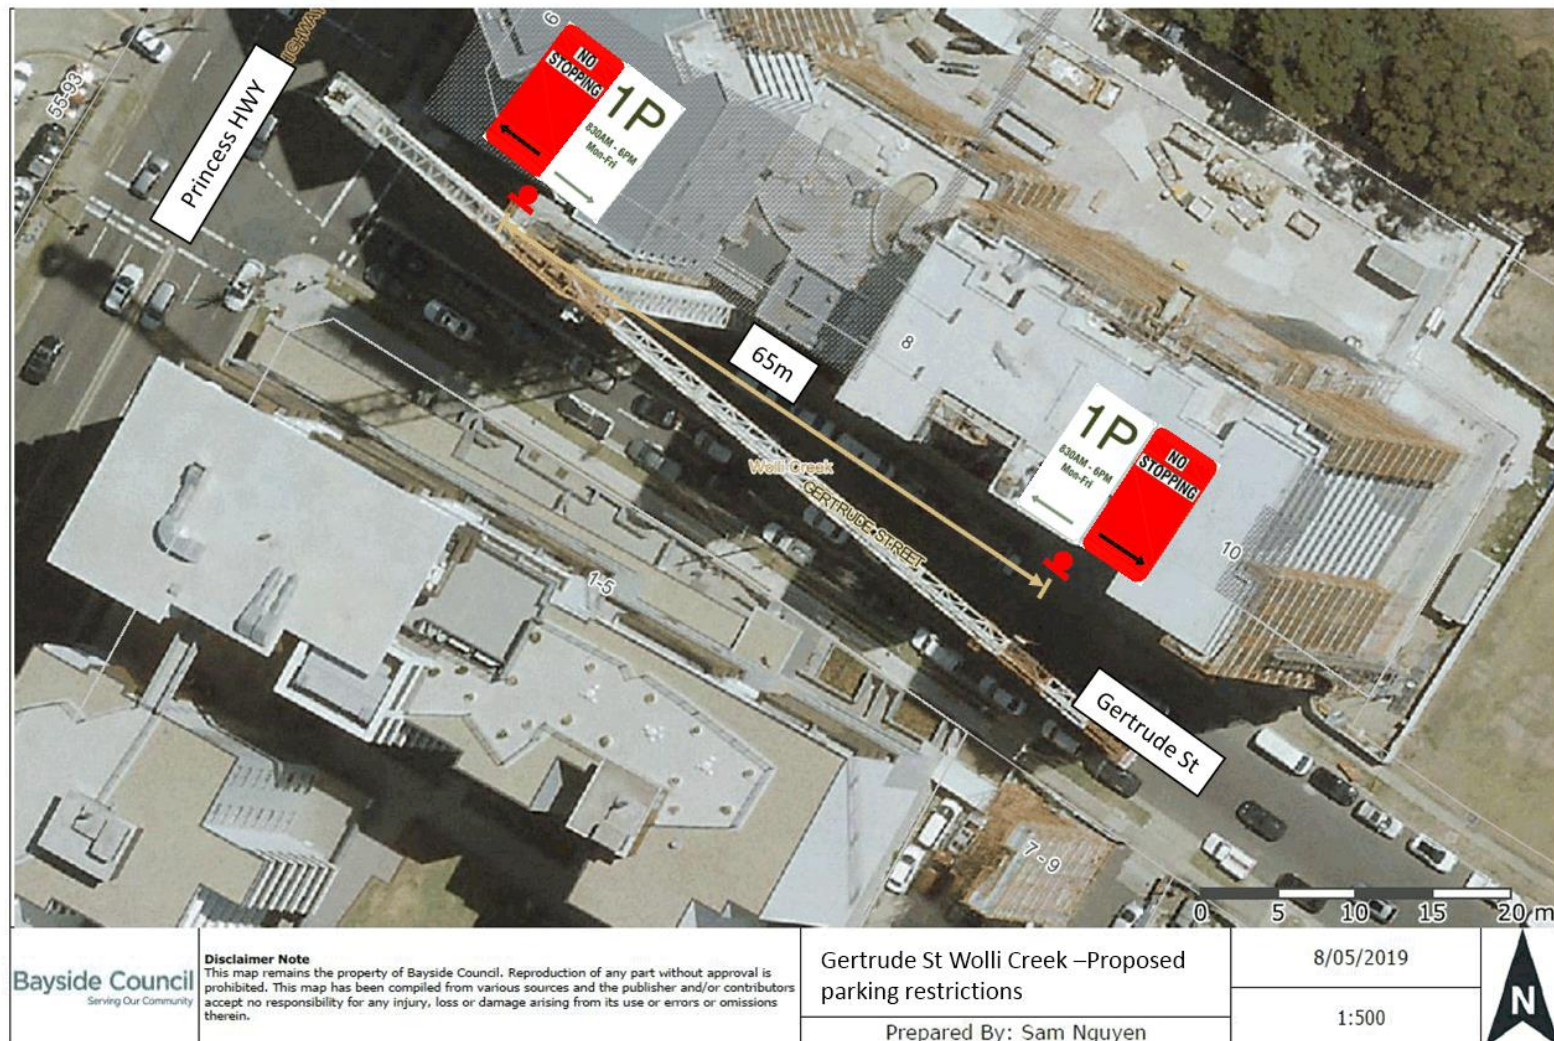 IGHWAY
55-93
Princess HWY
6
NO
STOPPING
1P
830AM - 6PM
Mon-Fri
65m
8
Wolli Creek
GERTRUDE STREET
1P
830AM - 6PM
Mon-Fri
NO
STOPPING
10
1-5
Gertrude St
7 - 9
0 5 10 15 20 m
Bayside Council
Serving Our Community
Disclaimer Note
This map remains the property of Bayside Council. Reproduction of any part without approval is
prohibited. This map has been compiled from various sources and the publisher and/or contributors
accept no responsibility for any injury, loss or damage arising from its use or errors or omissions
therein.
Gertrude St Wolli Creek –Proposed
parking restrictions
Prepared By: Sam Nguyen
8/05/2019
1:500
N